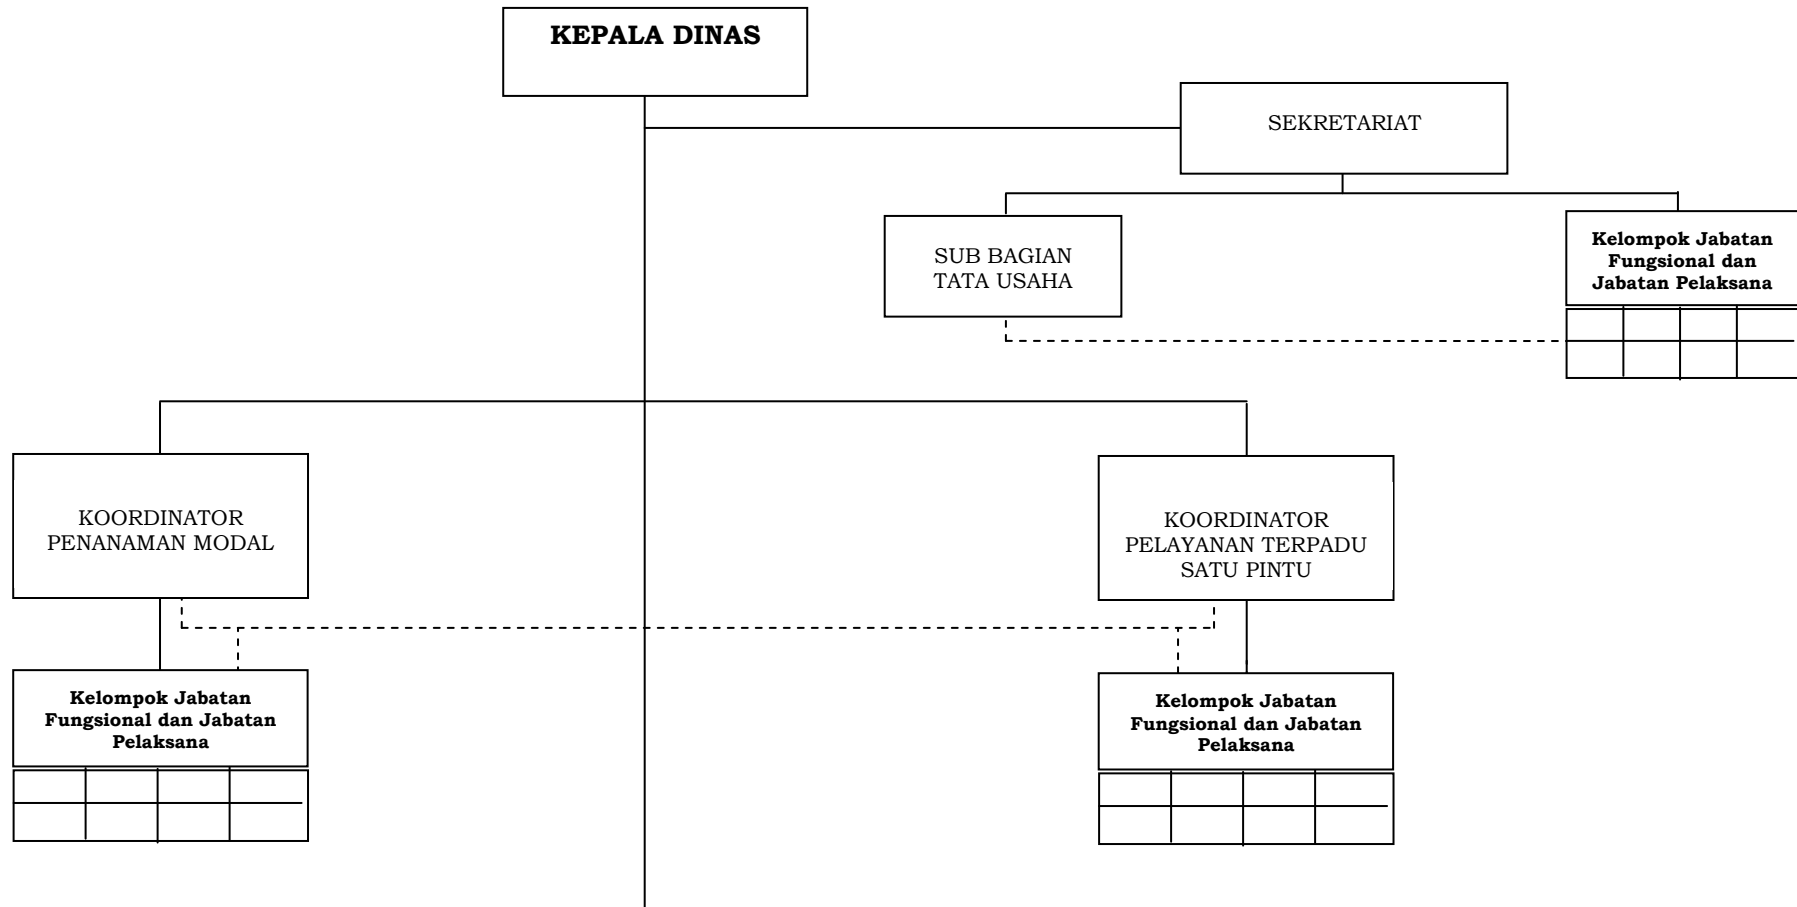 KEPALA DINAS
SEKRETARIAT
SUB BAGIAN
TATA USAHA
Kelompok Jabatan
Fungsional dan
Jabatan Pelaksana
KOORDINATOR
PENANAMAN MODAL
KOORDINATOR
PELAYANAN TERPADU
SATU PINTU
Kelompok Jabatan
Fungsional dan Jabatan
Pelaksana
Kelompok Jabatan
Fungsional dan Jabatan
Pelaksana